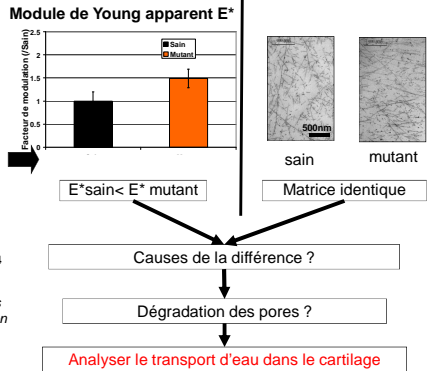 Module de Young apparent E*
Facteur de modulation (/Sain)
2.5
2
1.5
1
0.5
0
Sain
Mutant
500nm
sain
mutant
E*sain< E* mutant
Matrice identique
Causes de la différence ?
Dégradation des pores ?
Analyser le transport d'eau dans le cartilage